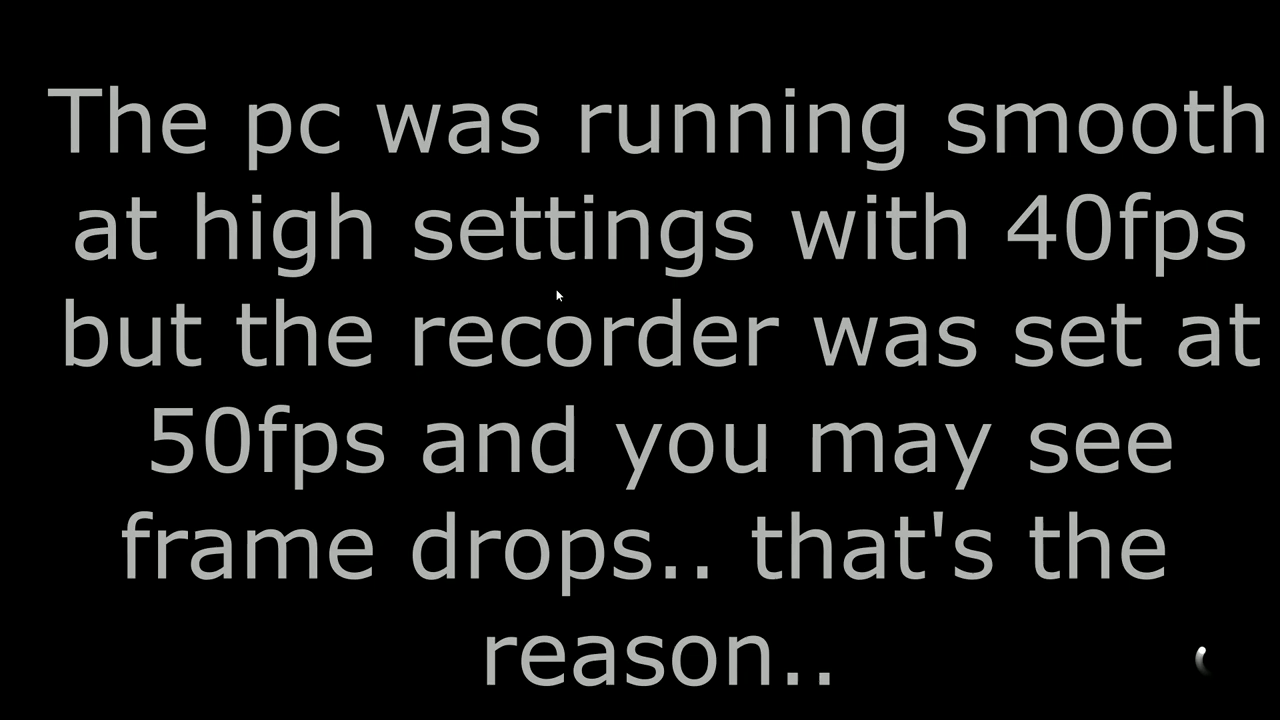 The pc was running smooth
at high settings with 40fps
but the recorder was set at
50fps and you may see
frame drops.. that's the
reason..